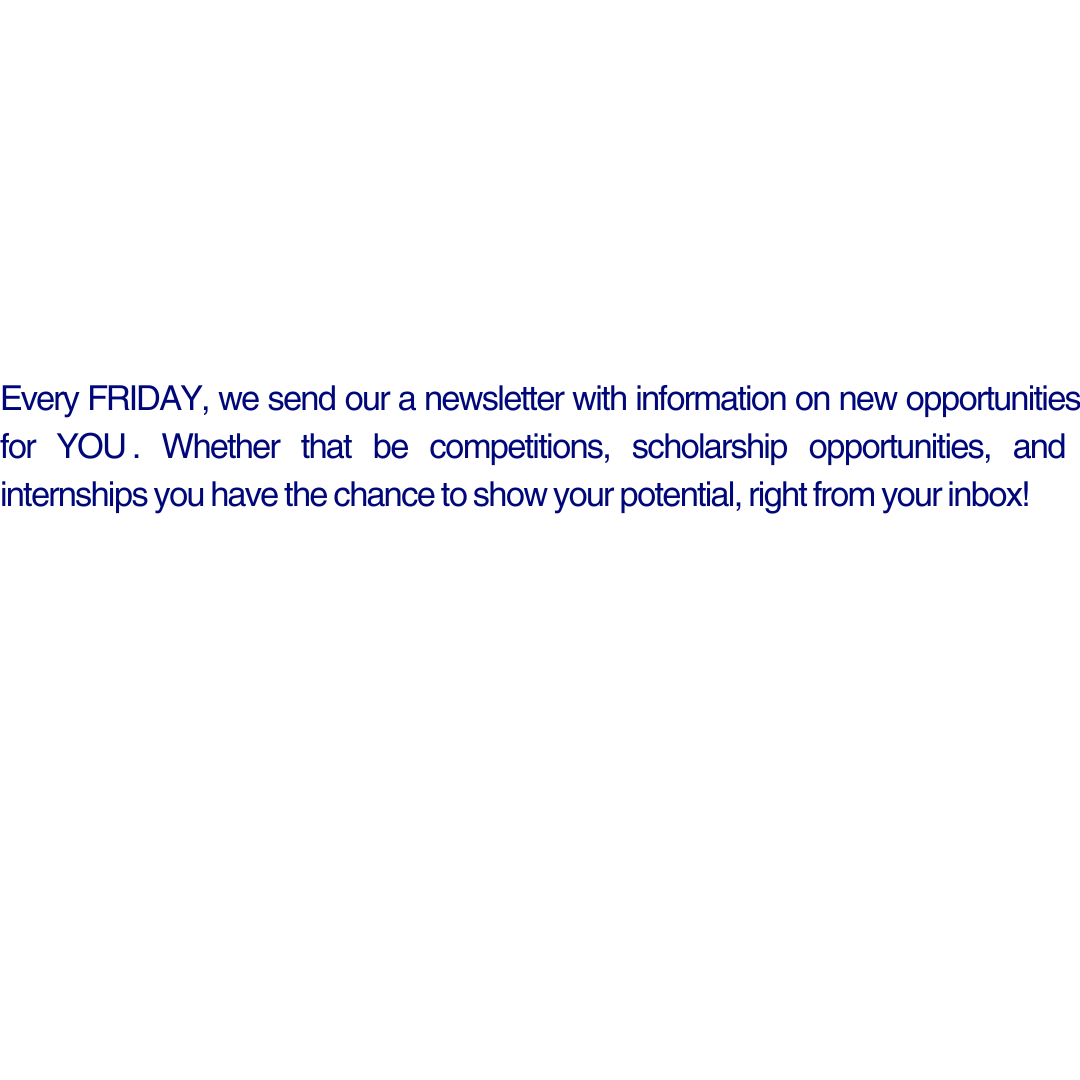 Every FRIDAY, we send our a newsletter with information on new opportunities
for YOU . Whether that be competitions, scholarship opportunities, and
internships you have the chance to show your potential, right from your inbox!